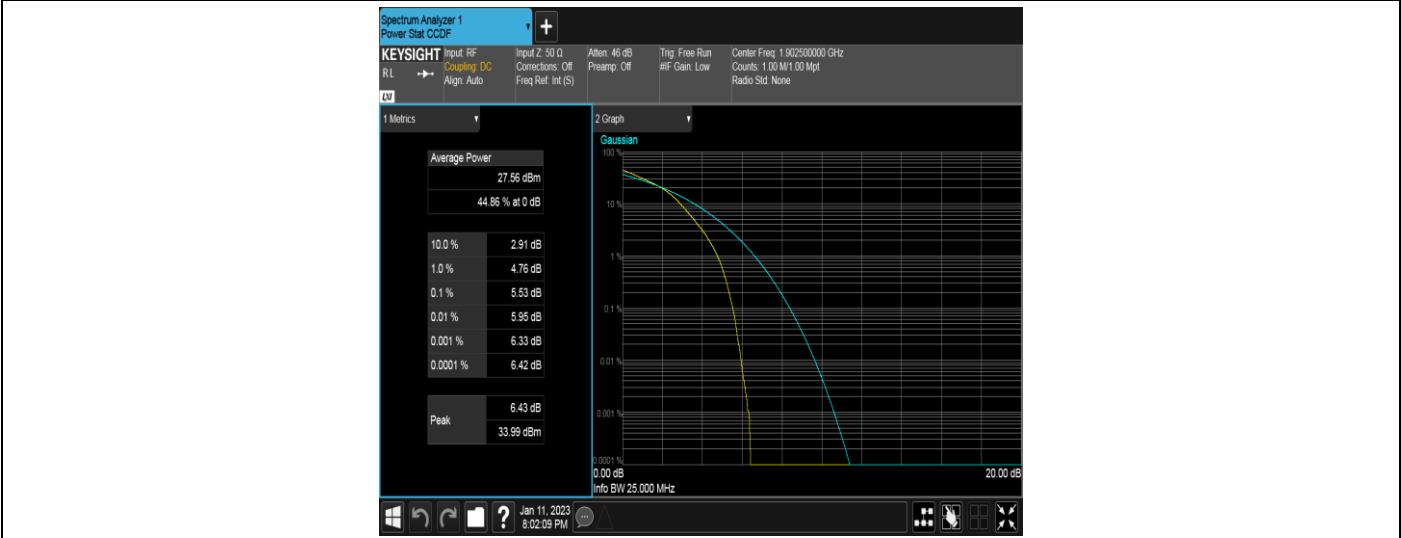 Spectrum Analyzer 1
Power Stat CCDF
+
KEYSIGHT
RL
LXI
Input: RF
Coupling: DC
Align: Auto
Input Z: 50 Ω
Corrections: Off
Freq Ref: Int (S)
Atten: 46 dB
Preamp: Off
Trig: Free Run
#IF Gain: Low
Center Freq: 1.902500000 GHz
Counts: 1.00 M/1.00 Mpt
Radio Std: None
1 Metrics
Average Power
27.56 dBm
44.86 % at 0 dB
10.0 % 2.91 dB
1.0 % 4.76 dB
0.1 % 5.53 dB
0.01 % 5.95 dB
0.001 % 6.33 dB
0.0001 % 6.42 dB
Peak
6.43 dB
33.99 dBm
2 Graph
Gaussian
100 %
10 %
1 %
0.1 %
0.01 %
0.001 %
0.0001 %
0.00 dB
20.00 dB
Info BW 25.000 MHz
?
Jan 11, 2023
8:02:09 PM